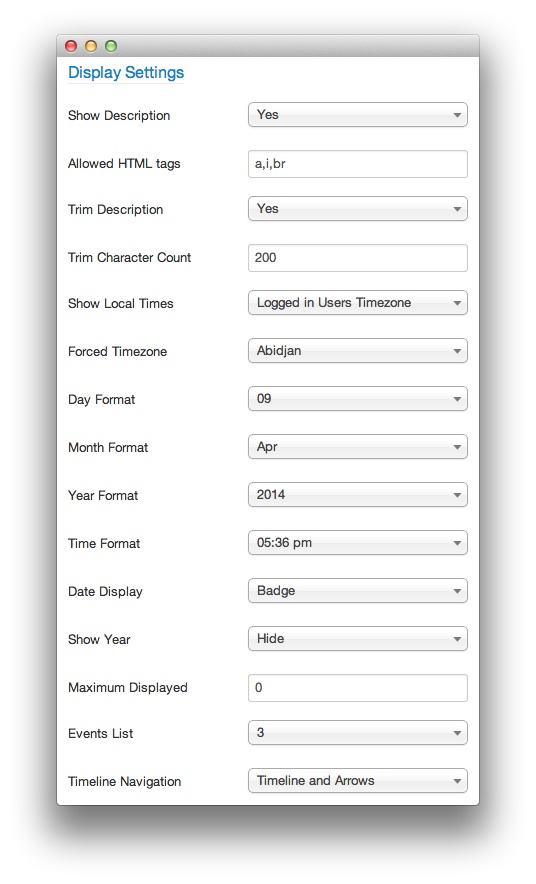 Display Settings
Show Description Yes
Allowed HTML tags a,i,br
Trim Description Yes
Trim Character Count 200
Show Local Times Logged in Users Timezone
Forced Timezone Abidjan
Day Format 09
Month Format Apr
Year Format 2014
Time Format 05:36 pm
Date Display Badge
Show Year Hide
Maximum Displayed 0
Events List 3
Timeline Navigation Timeline and Arrows